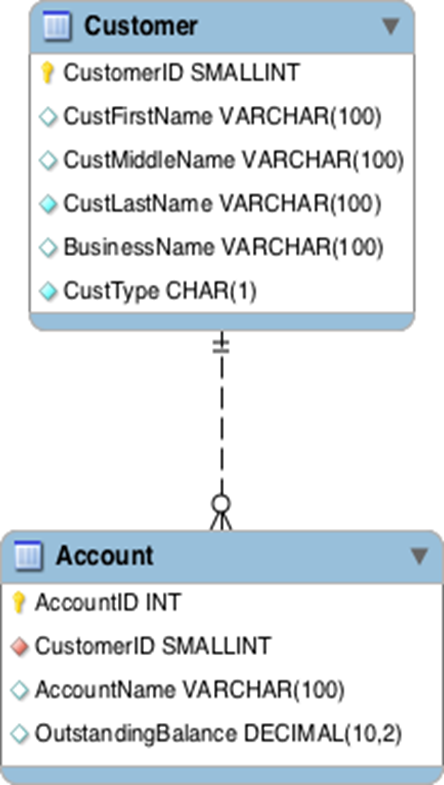 Customer
CustomerID SMALLINT
CustFirstName VARCHAR(100)
CustMiddleName VARCHAR(100)
CustLastName VARCHAR(100)
BusinessName VARCHAR(100)
CustType CHAR(1)
Account
AccountID INT
CustomerID SMALLINT
AccountName VARCHAR(100)
OutstandingBalance DECIMAL(10,2)